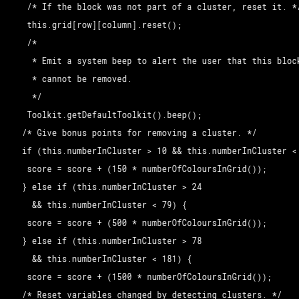 /* If the block was not part of a cluster, reset it. */
this.grid[row][column].reset();
/*
* Emit a system beep to alert the user that this block
* cannot be removed.
*/
Toolkit.getDefaultToolkit().beep();
/* Give bonus points for removing a cluster. */
if (this.numberInCluster > 10 && this.numberInCluster <
score = score + (150 * numberOfColoursInGrid());
} else if (this.numberInCluster > 24
&& this.numberInCluster < 79) {
score = score + (500 * numberOfColoursInGrid());
} else if (this.numberInCluster > 78
&& this.numberInCluster < 181) {
score = score + (1500 * numberOfColoursInGrid());
/* Reset variables changed by detecting clusters. */